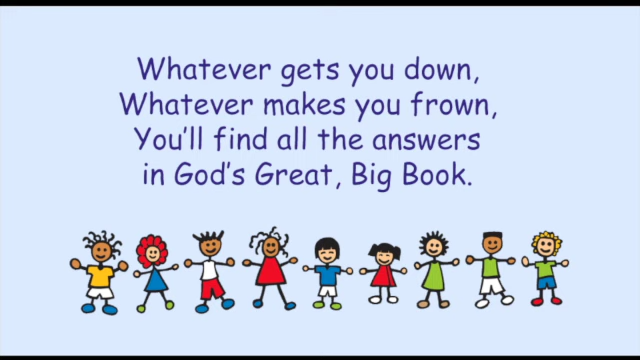 Whatever gets you down,
Whatever makes you frown,
You'll find all the answers
in God's Great, Big Book.